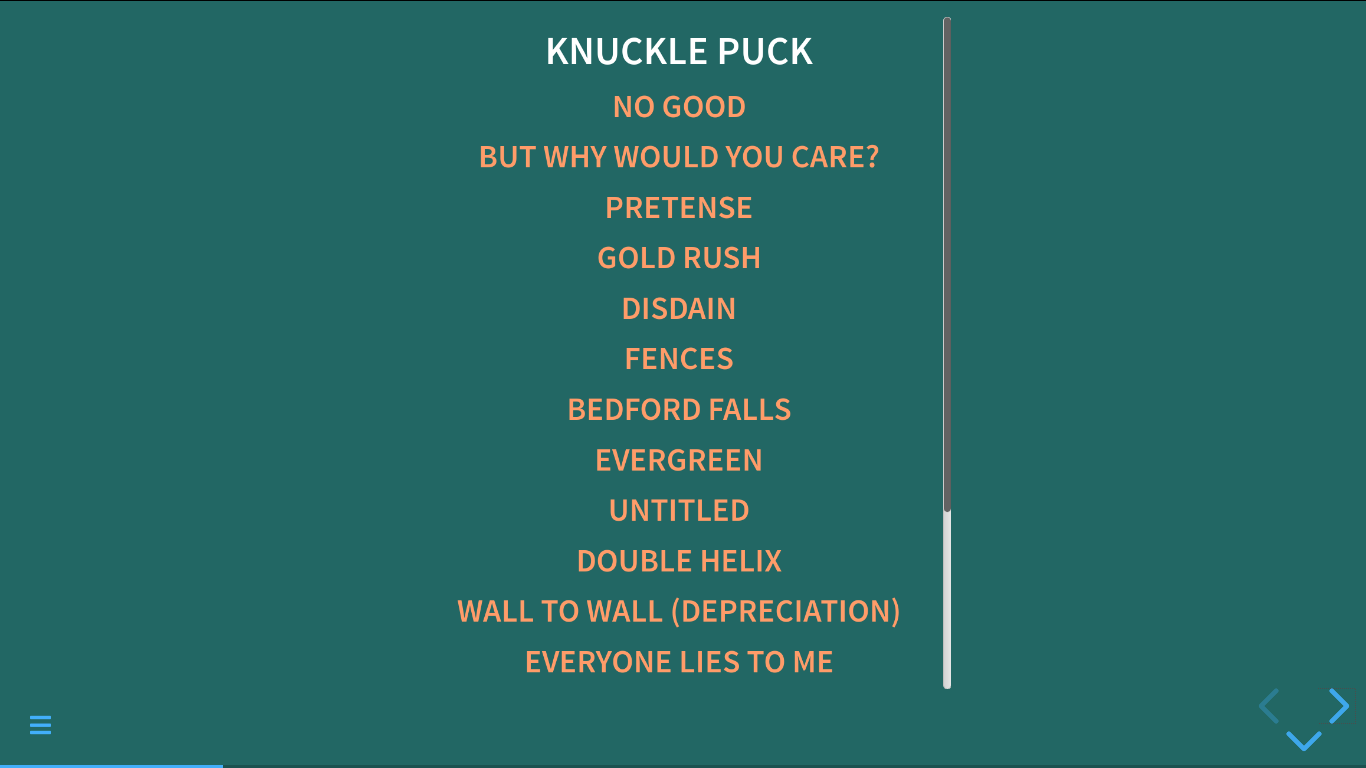 KNUCKLE PUCK
NO GOOD
BUT WHY WOULD YOU CARE?
PRETENSE
GOLD RUSH
DISDAIN
FENCES
BEDFORD FALLS
EVERGREEN
UNTITLED
DOUBLE HELIX
WALL TO WALL (DEPRECIATION)
EVERYONE LIES TO ME